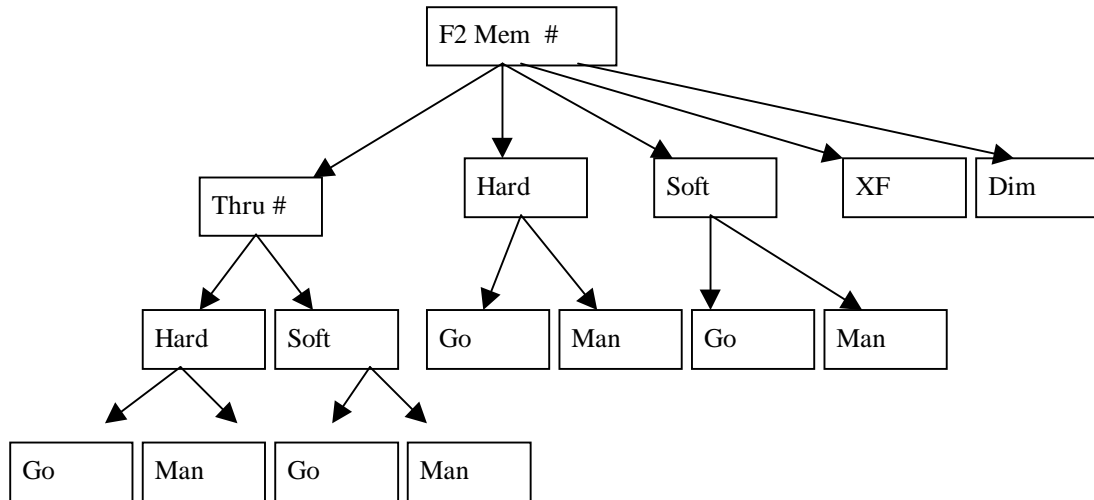 F2 Mem #
Hard
Soft
XF
Dim
Thru #
Hard
Soft
Go
Man
Go
Man
Go
Man
Go
Man